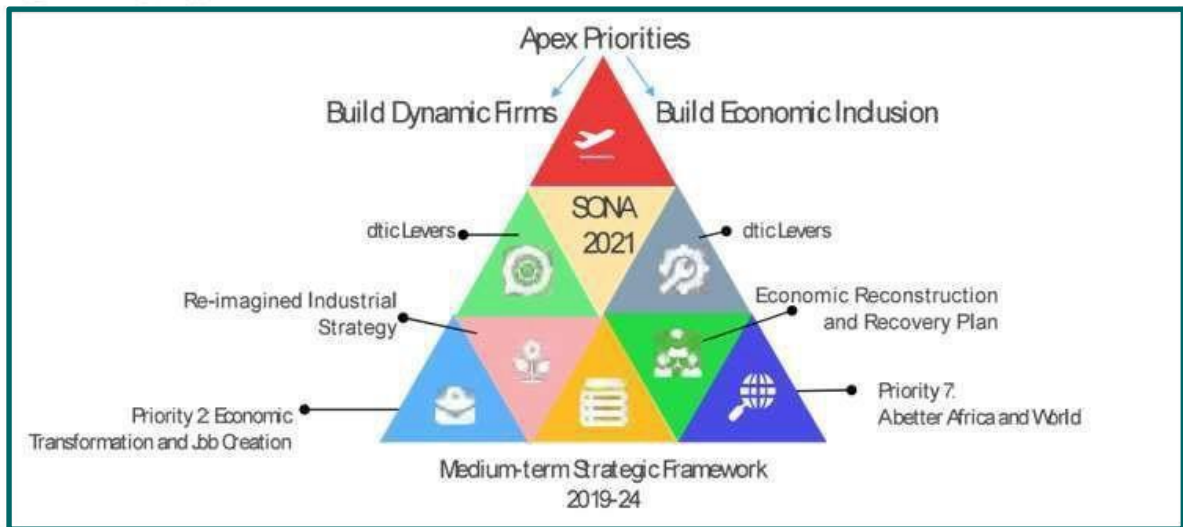 Apex Priorities
Build Dynamic Firms
Build Economic Inclusion
SONA
2021
dtic Levers
dtic Levers
Re-imagined Industrial
Strategy
Economic Reconstruction
and Recovery Plan
Priority 2: Economic
Transformation and Job Creation
Priority 7:
A better Africa and World
Medium-term Strategic Framework
2019-24